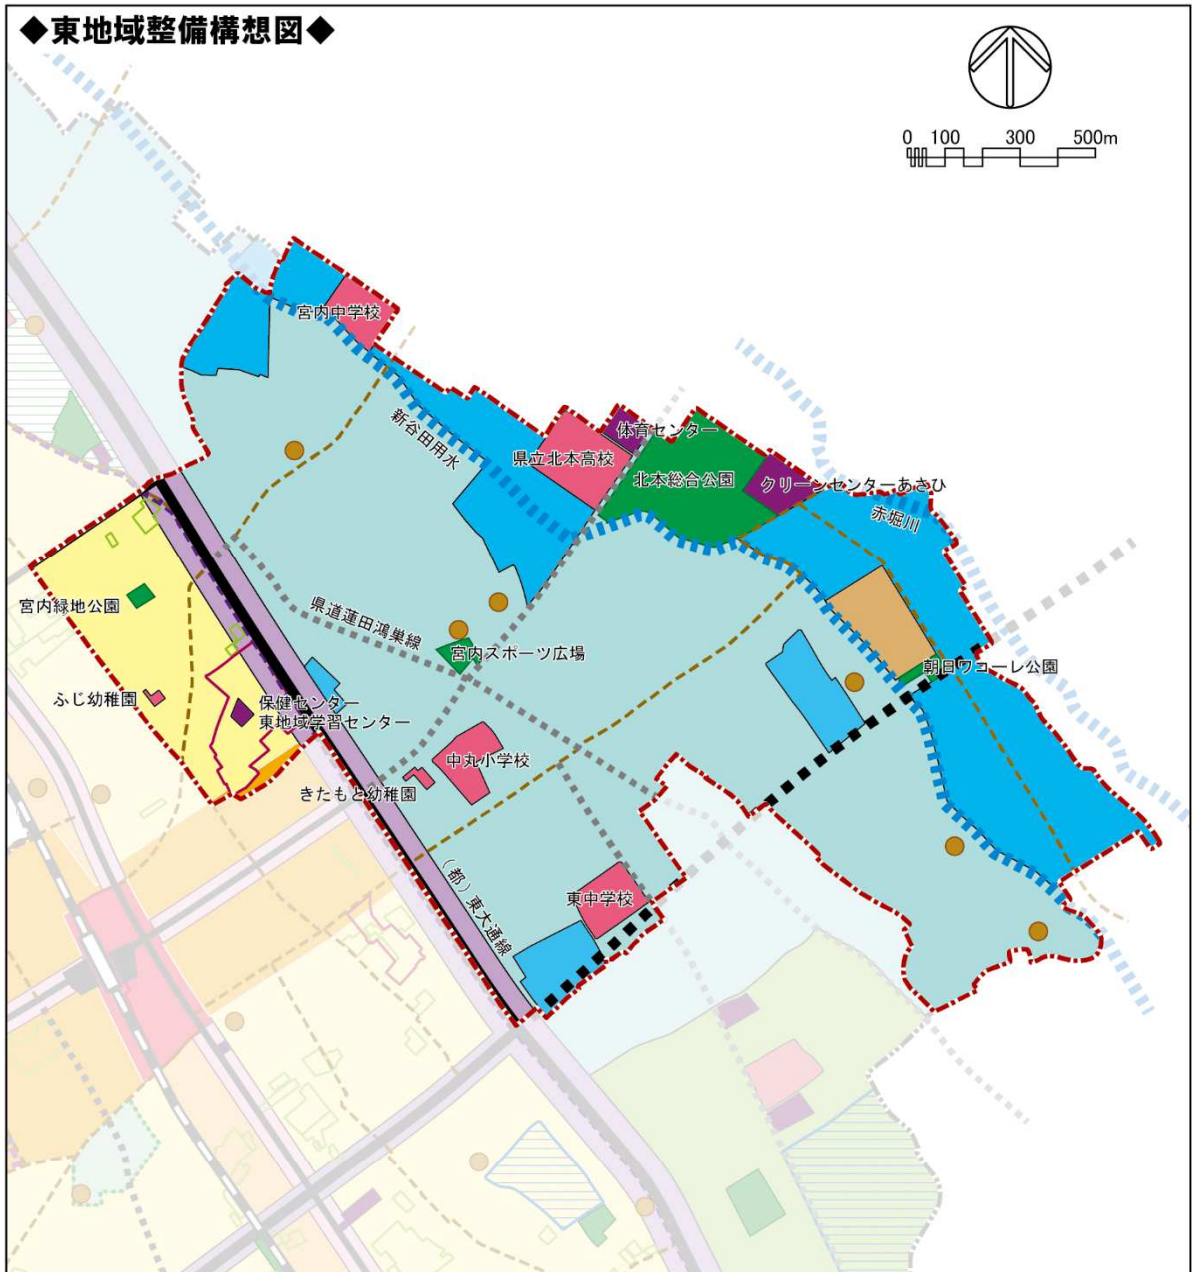 ◆東地域整備構想図◆
0 100 300 500m
宮内中学校
新谷田用水
体育センター
県立北本高校
北本総合公園
クリーンセンターあさひ
赤堀川
宮内緑地公園
県道蓮田鴻巣線
宮内スポーツ広場
朝日ワコーレ公園
ふじ幼稚園
保健センター
東地域学習センター
中丸小学校
きたもと幼稚園
(都)東大通線
東中学校